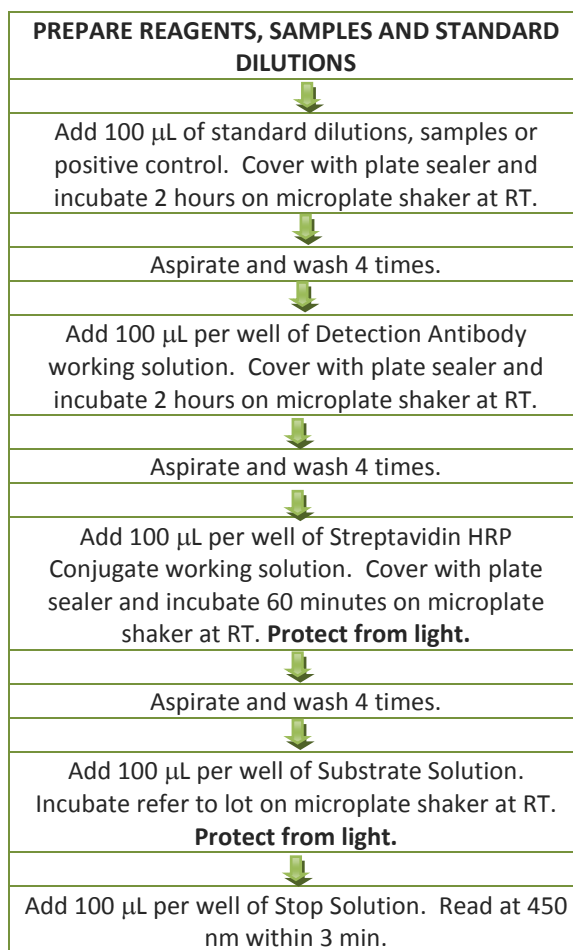 PREPARE REAGENTS, SAMPLES AND STANDARD
DILUTIONS
Add 100 μL of standard dilutions, samples or
positive control.  Cover with plate sealer and
incubate 2 hours on microplate shaker at RT.
Aspirate and wash 4 times.
Add 100 μL per well of Detection Antibody
working solution.  Cover with plate sealer and
incubate 2 hours on microplate shaker at RT.
Aspirate and wash 4 times.
Add 100 μL per well of Streptavidin HRP
Conjugate working solution.  Cover with plate
sealer and incubate 60 minutes on microplate
shaker at RT. Protect from light.
Aspirate and wash 4 times.
Add 100 μL per well of Substrate Solution.
Incubate refer to lot on microplate shaker at RT.
Protect from light.
Add 100 μL per well of Stop Solution.  Read at 450
nm within 3 min.